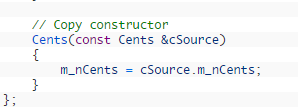 // Copy constructor
Cents(const Cents &cSource)
{
m_nCents = cSource.m_nCents;
}
};